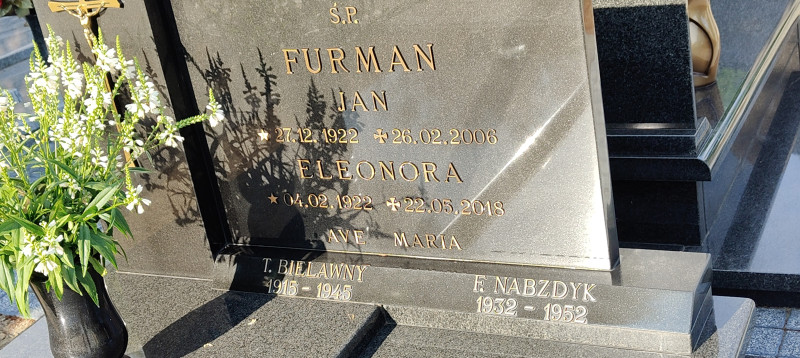 Ś.P.
FURMAN
JAN
★27.12.1922 ✠26.02.2006
ELEONORA
★04.02.1922 ✠22.05.2018
AVE MARIA
T. BIELAWNY F. NABZDYK
1915 - 1945 1932 - 1952